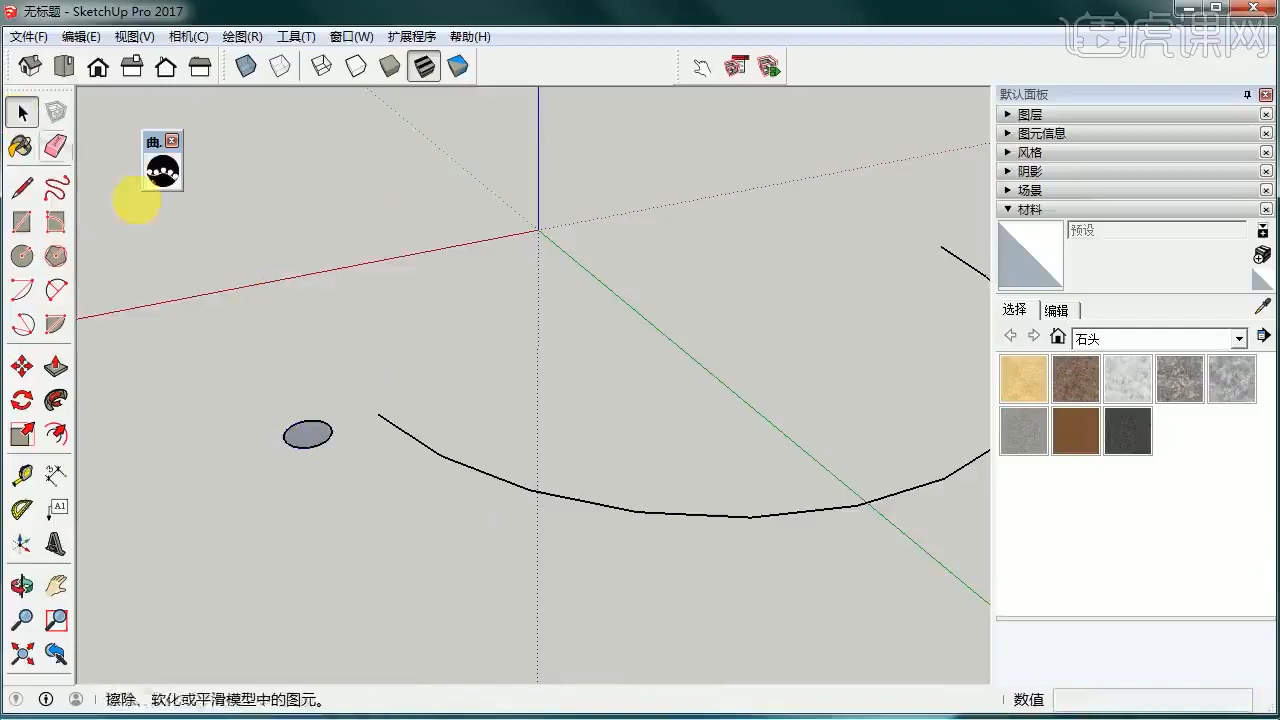 无标题 - SketchUp Pro 2017
虎课网
文件(F) 编辑(E) 视图(V) 相机(C) 绘图(R) 工具(T) 窗口(W) 扩展程序 帮助(H)
默认面板
图层
图元信息
风格
阴影
场景
材料
预设
选择 编辑
石头
曲.
A1
擦除、软化或平滑模型中的图元。
数值